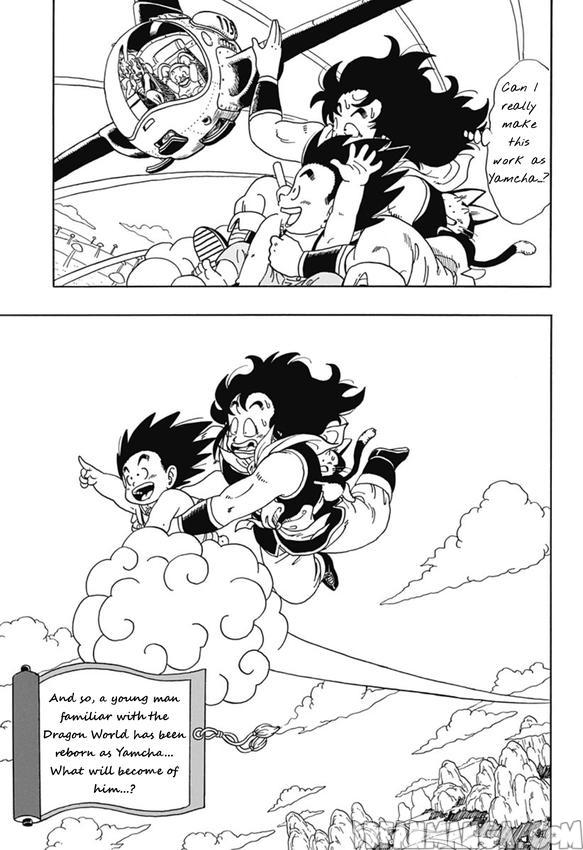 Can I
really
make
this
work as
Yamcha...?
And so, a young man
familiar with the
Dragon World has been
reborn as Yamcha...
What will become of
him...?